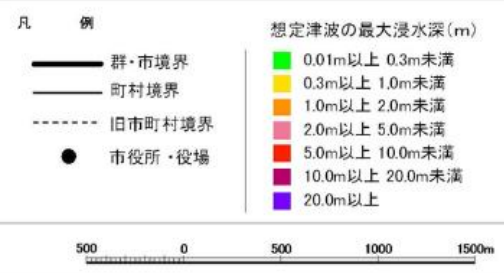 凡 例
群・市境界
町村境界
旧市町村境界
市役所・役場
想定津波の最大浸水深(m)
0.01m以上 0.3m未満
0.3m以上 1.0m未満
1.0m以上 2.0m未満
2.0m以上 5.0m未満
5.0m以上 10.0m未満
10.0m以上 20.0m未満
20.0m以上
500 0 500 1000 1500m